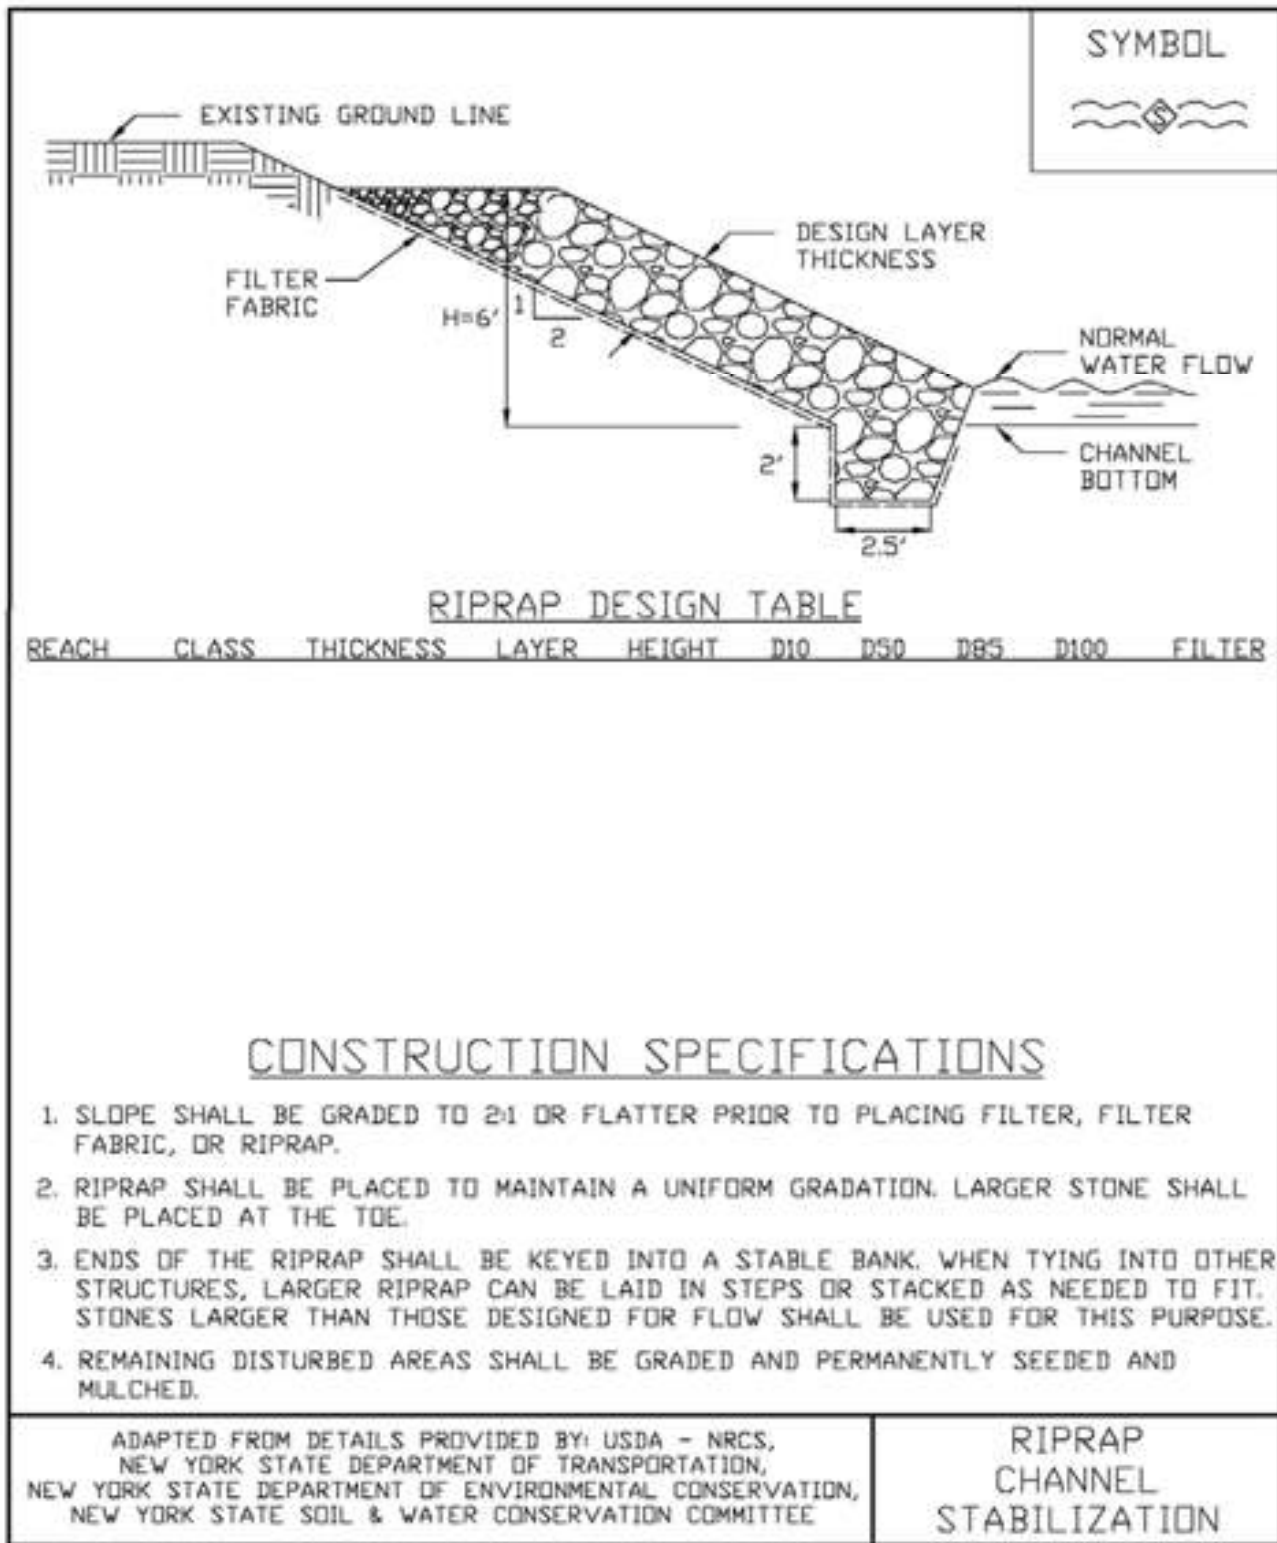 SYMBOL
S
EXISTING GROUND LINE
DESIGN LAYER
THICKNESS
FILTER
FABRIC
H=6'
1
2
NORMAL
WATER FLOW
2'
CHANNEL
BOTTOM
2.5'
RIPRAP DESIGN TABLE
REACH CLASS THICKNESS LAYER HEIGHT D10 D50 D85 D100 FILTER
CONSTRUCTION SPECIFICATIONS
1. SLOPE SHALL BE GRADED TO 2:1 OR FLATTER PRIOR TO PLACING FILTER, FILTER
FABRIC, OR RIPRAP.
2. RIPRAP SHALL BE PLACED TO MAINTAIN A UNIFORM GRADATION. LARGER STONE SHALL
BE PLACED AT THE TOE.
3. ENDS OF THE RIPRAP SHALL BE KEYED INTO A STABLE BANK. WHEN TYING INTO OTHER
STRUCTURES, LARGER RIPRAP CAN BE LAID IN STEPS OR STACKED AS NEEDED TO FIT.
STONES LARGER THAN THOSE DESIGNED FOR FLOW SHALL BE USED FOR THIS PURPOSE.
4. REMAINING DISTURBED AREAS SHALL BE GRADED AND PERMANENTLY SEEDED AND
MULCHED.
ADAPTED FROM DETAILS PROVIDED BY: USDA - NRCS,
NEW YORK STATE DEPARTMENT OF TRANSPORTATION,
NEW YORK STATE DEPARTMENT OF ENVIRONMENTAL CONSERVATION,
NEW YORK STATE SOIL & WATER CONSERVATION COMMITTEE
RIPRAP
CHANNEL
STABILIZATION